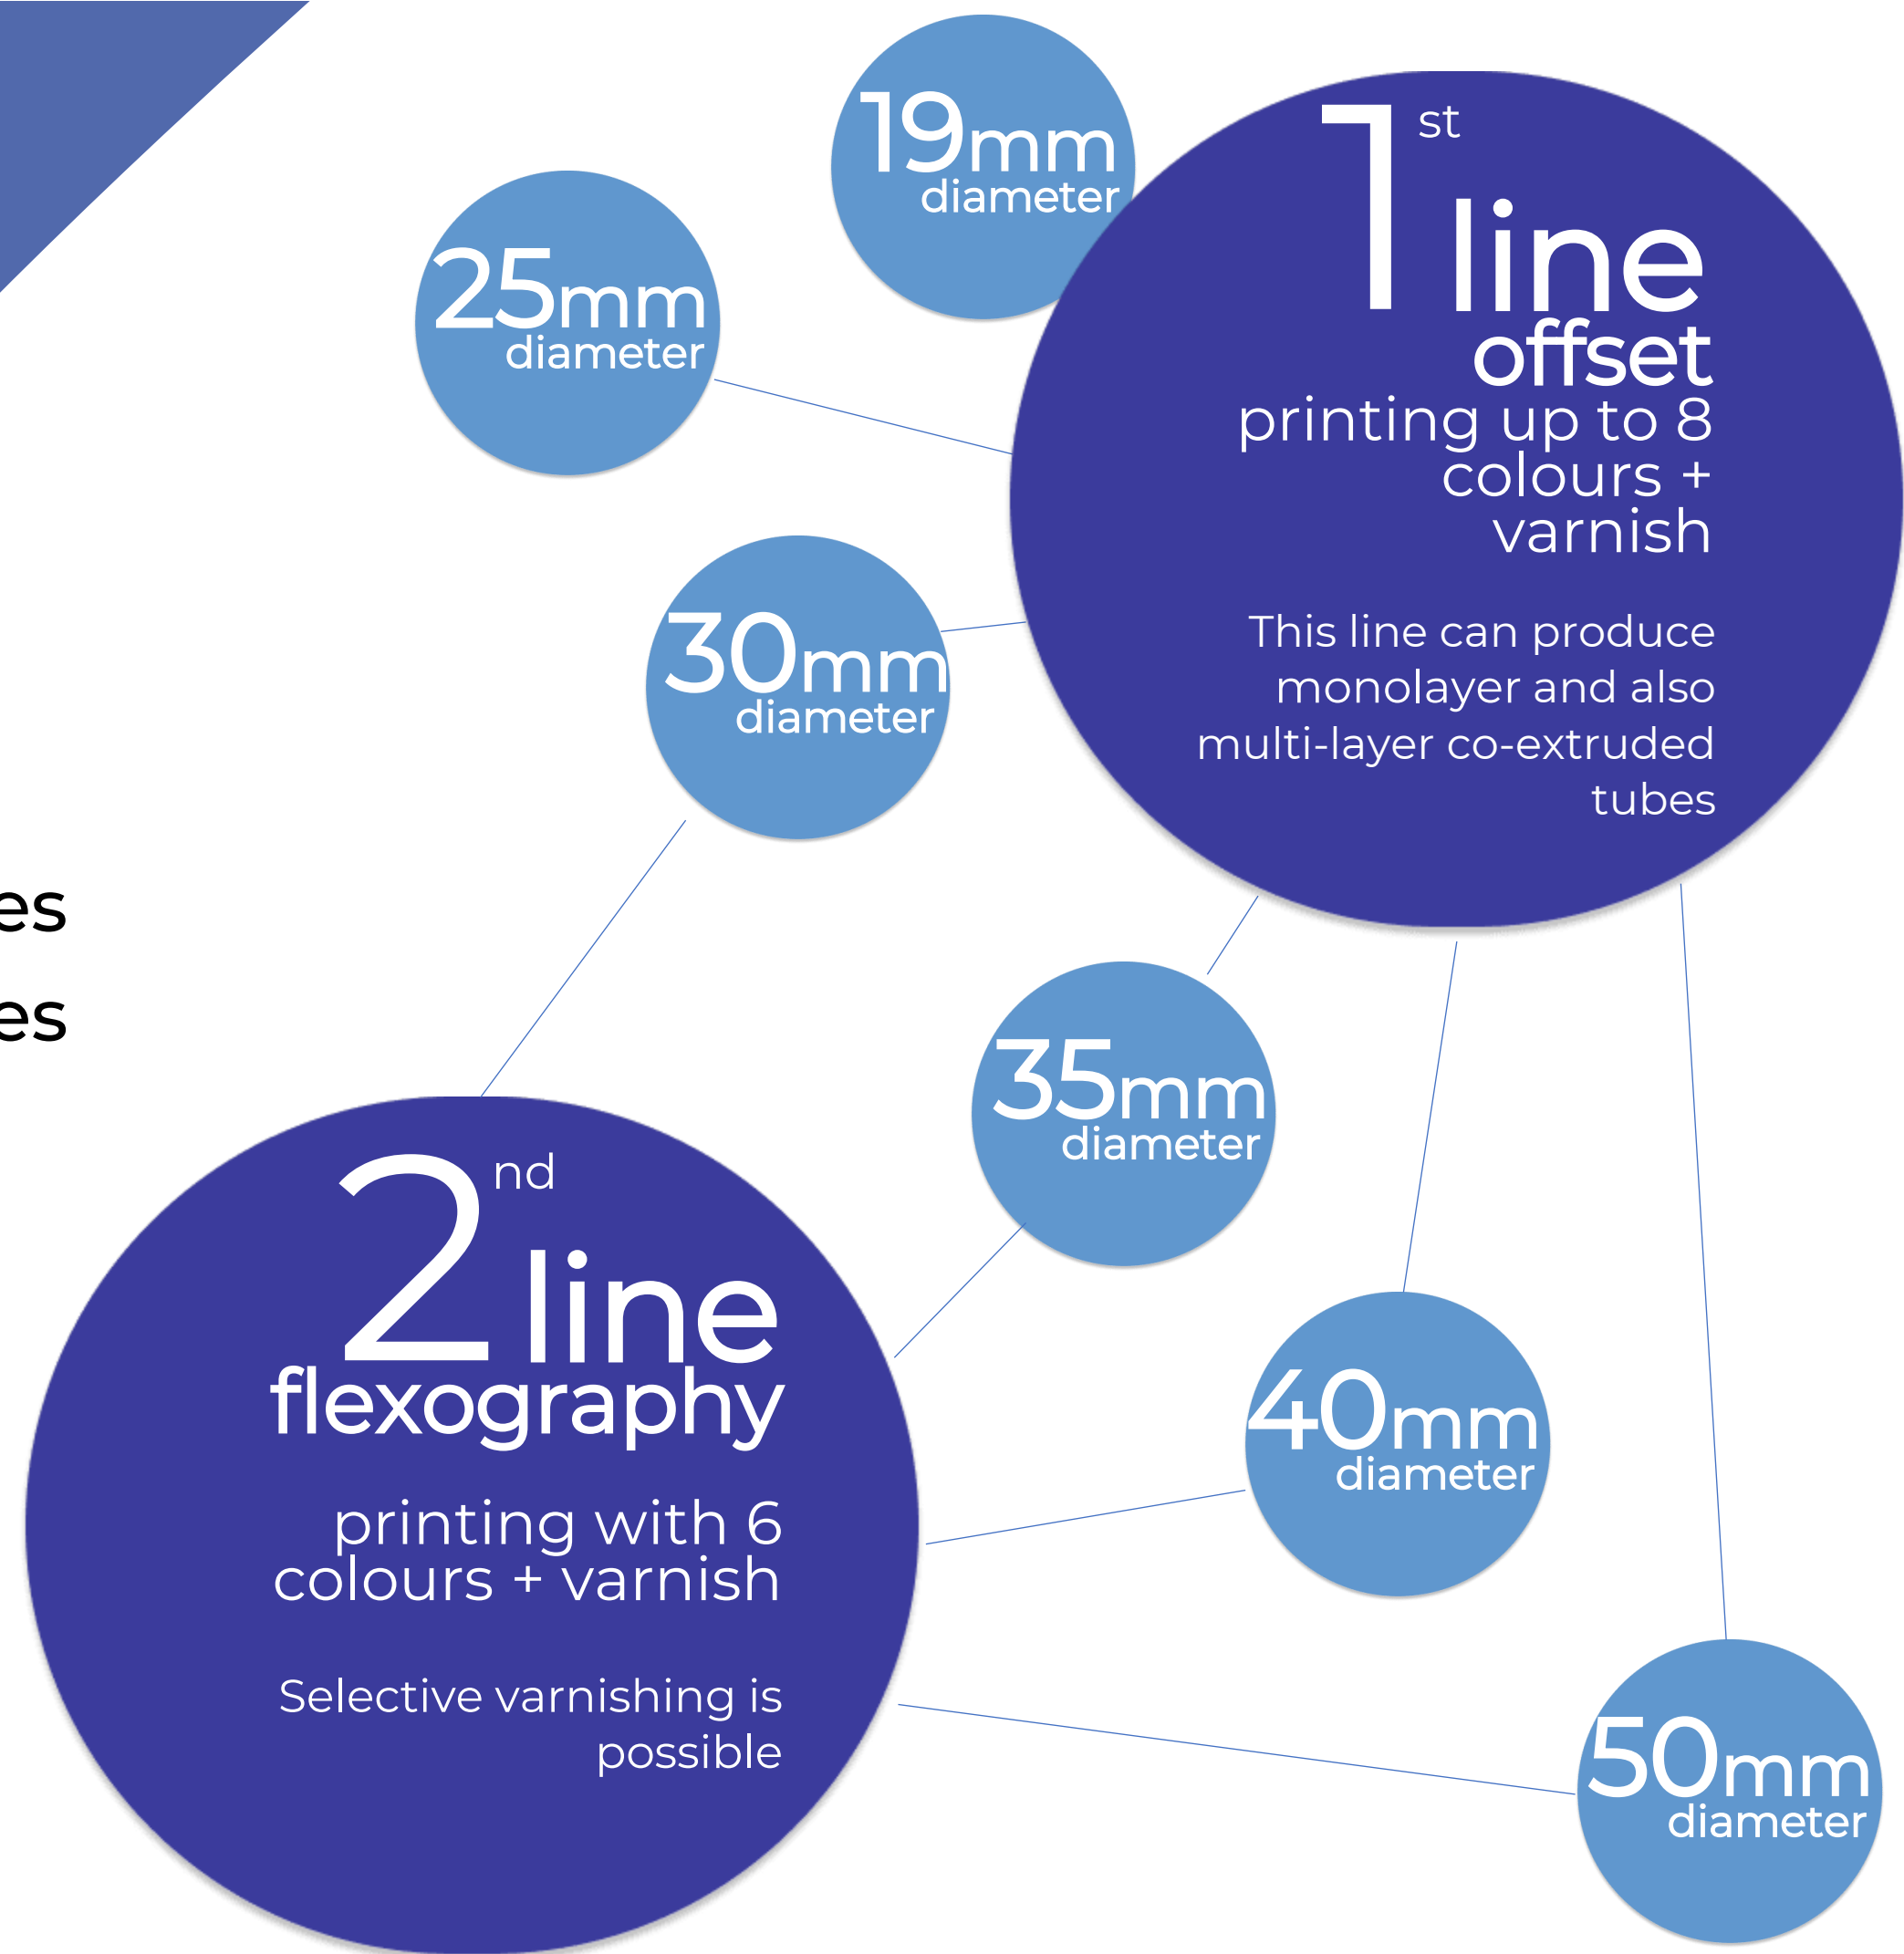 19mm
diameter
25mm
diameter
1st line
offset
printing up to 8
colours +
varnish
This line can produce
monolayer and also
multi-layer co-extruded
tubes
30mm
diameter
es
es
35mm
diameter
2nd line
flexography
printing with 6
colours + varnish
Selective varnishing is
possible
40mm
diameter
50mm
diameter